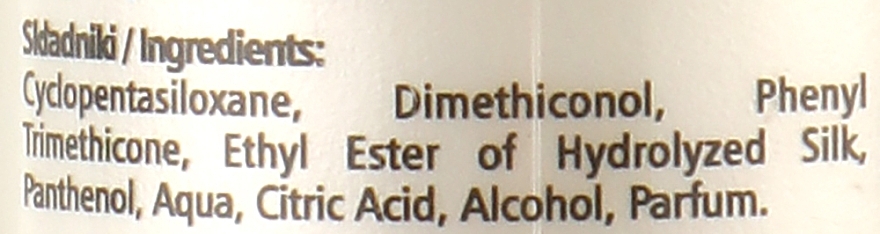 Składniki / Ingredients:
Cyclopentasiloxane, Dimethiconol, Phenyl
Trimethicone, Ethyl Ester of Hydrolyzed Silk,
Panthenol, Aqua, Citric Acid, Alcohol, Parfum.